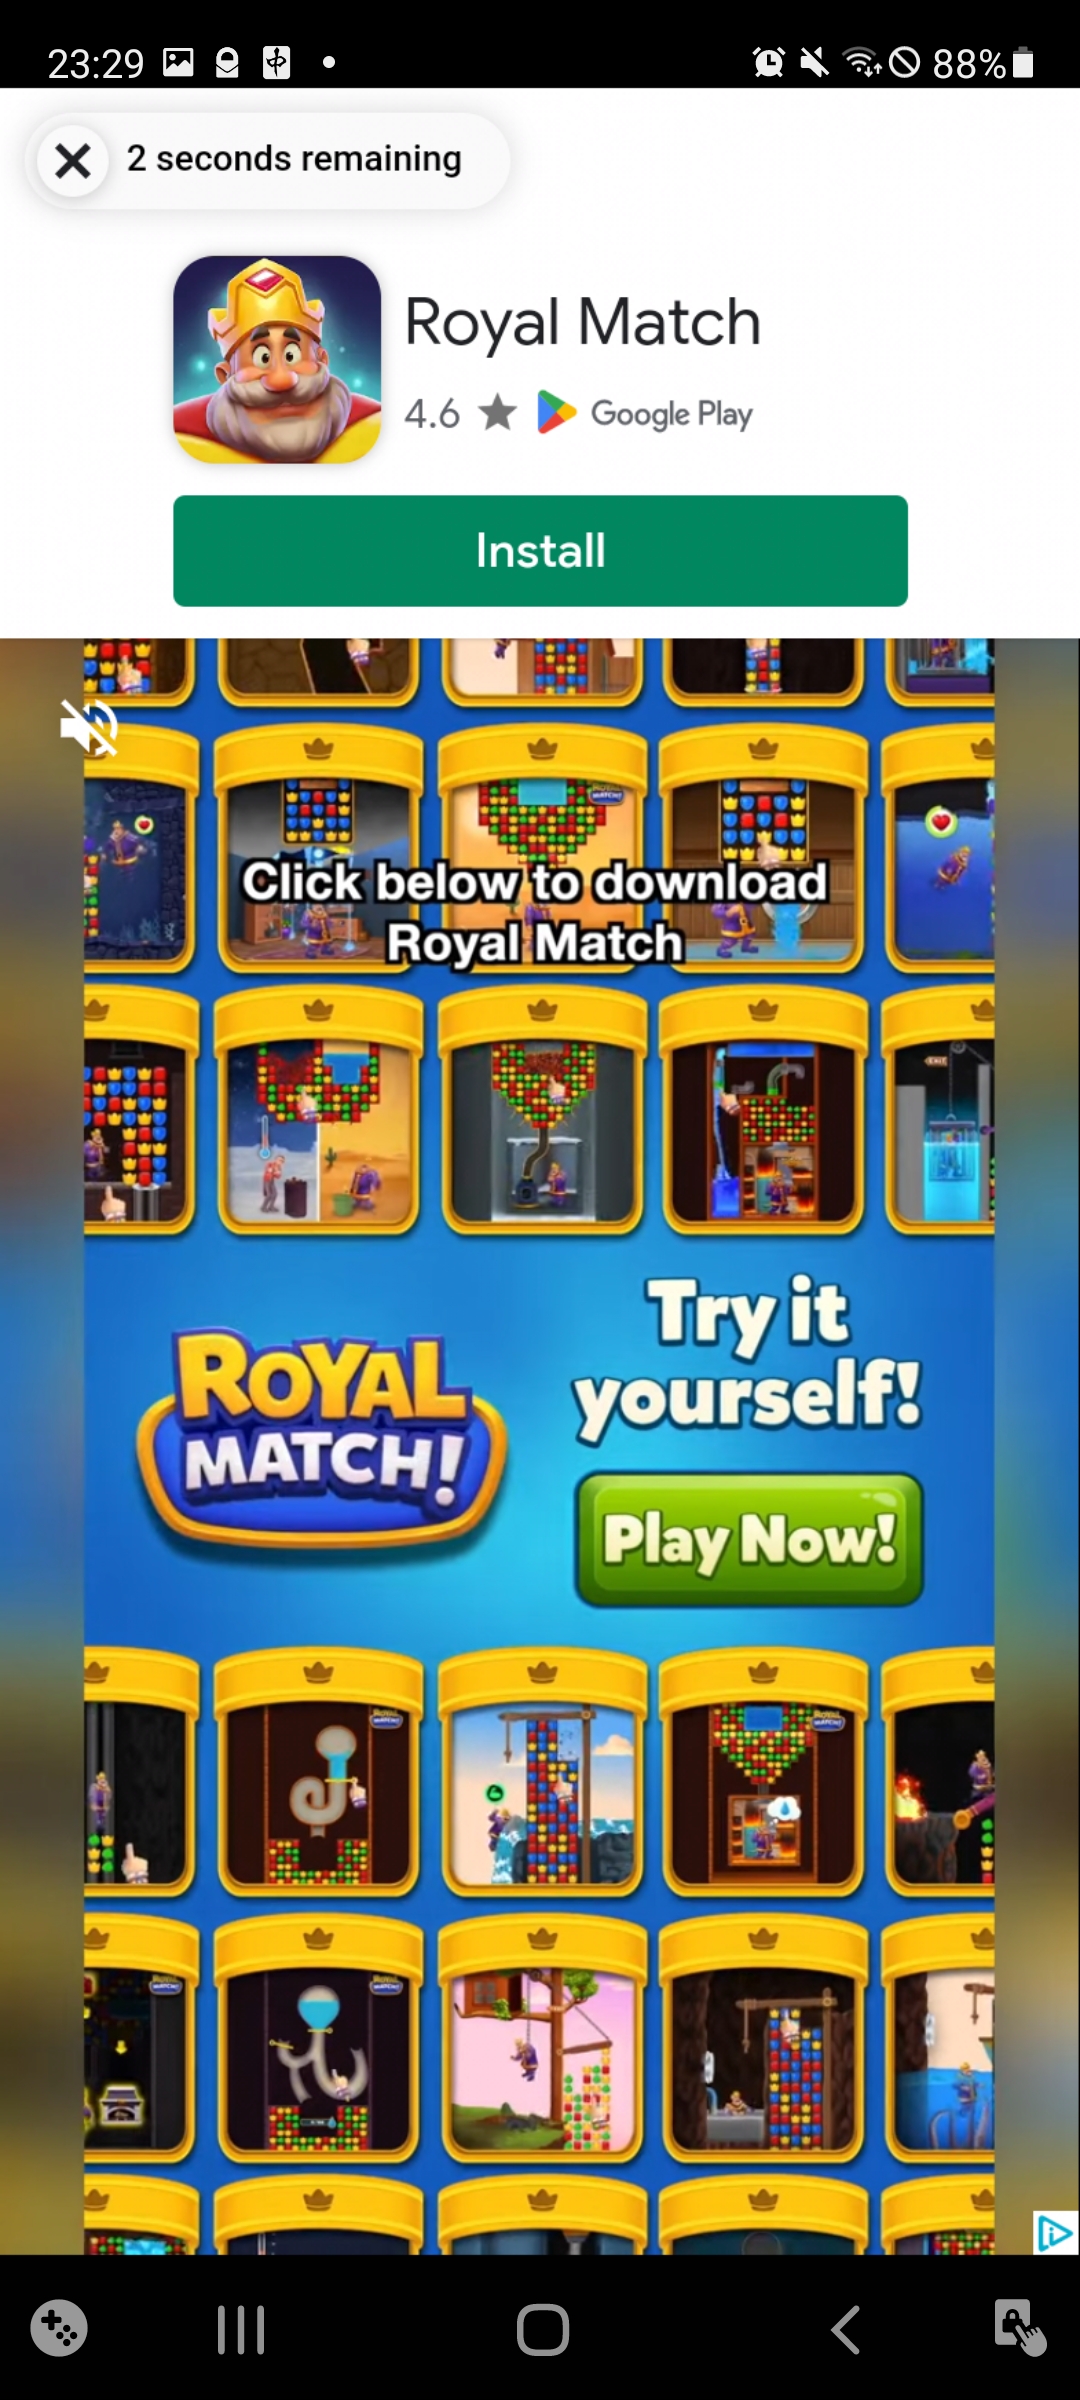 23:29
88%
2 seconds remaining
Royal Match
4.6 ★ Google Play
Install
Click below to download
Royal Match
ROYAL
MATCH!
Try it
yourself!
Play Now!